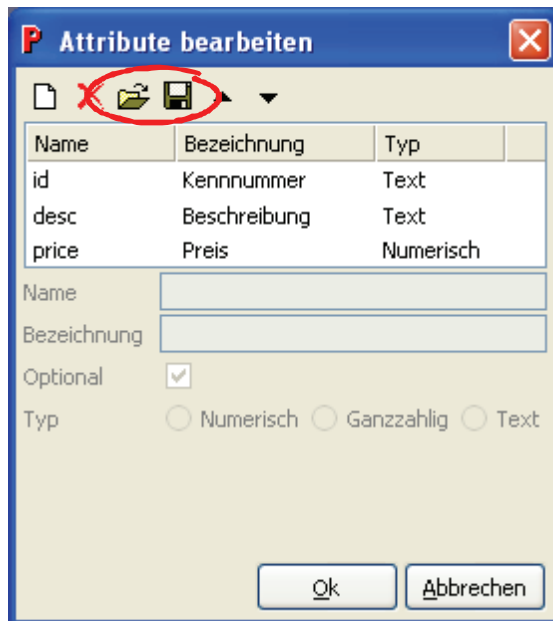 P Attribute bearbeiten
Name Bezeichnung Typ
id Kennnummer Text
desc Beschreibung Text
price Preis Numerisch
Name
Bezeichnung
Optional
Typ Numerisch Ganzzahlig Text
Ok Abbrechen